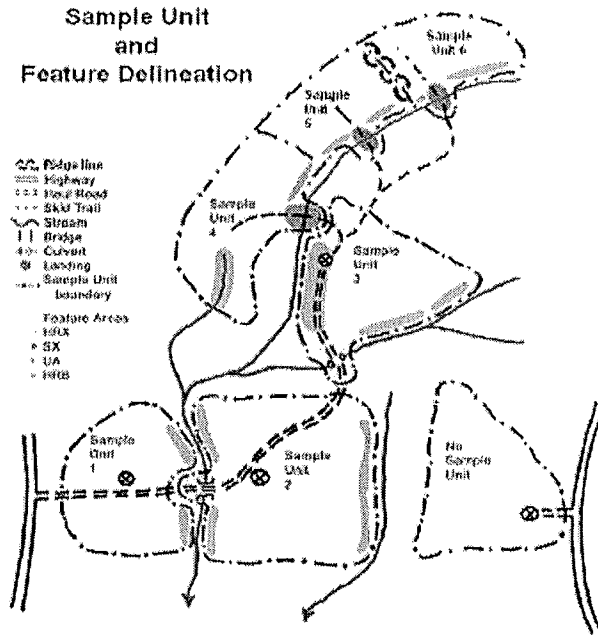 Sample Unit
and
Feature Delineation
Sample
Unit 6
Sample
Unit
5
Ridge line
Highway
Haul Road
Skid Trail
Stream
Bridge
Culvert
Landing
Sample Unit
boundary
Feature Areas
SX
UA
Sample
Unit
4
Sample
Unit
3
Sample
Unit
1
Sample
Unit
2
No
Sample
Unit